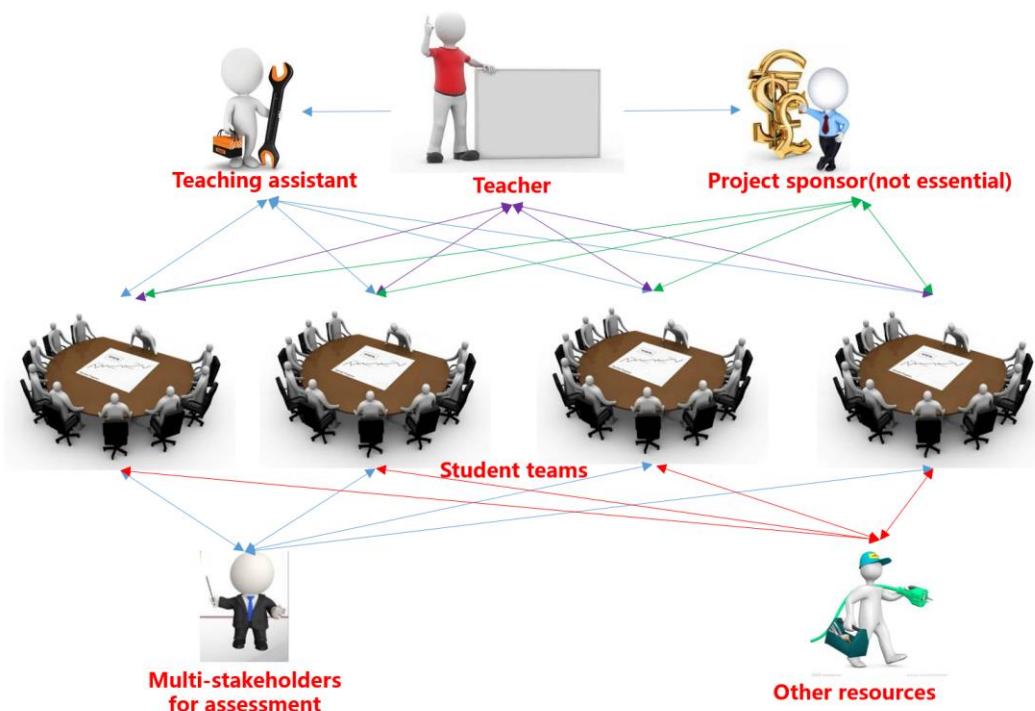 Teaching assistant
Teacher
Project sponsor(not essential)
Student teams
Multi-stakeholders
for assessment
Other resources